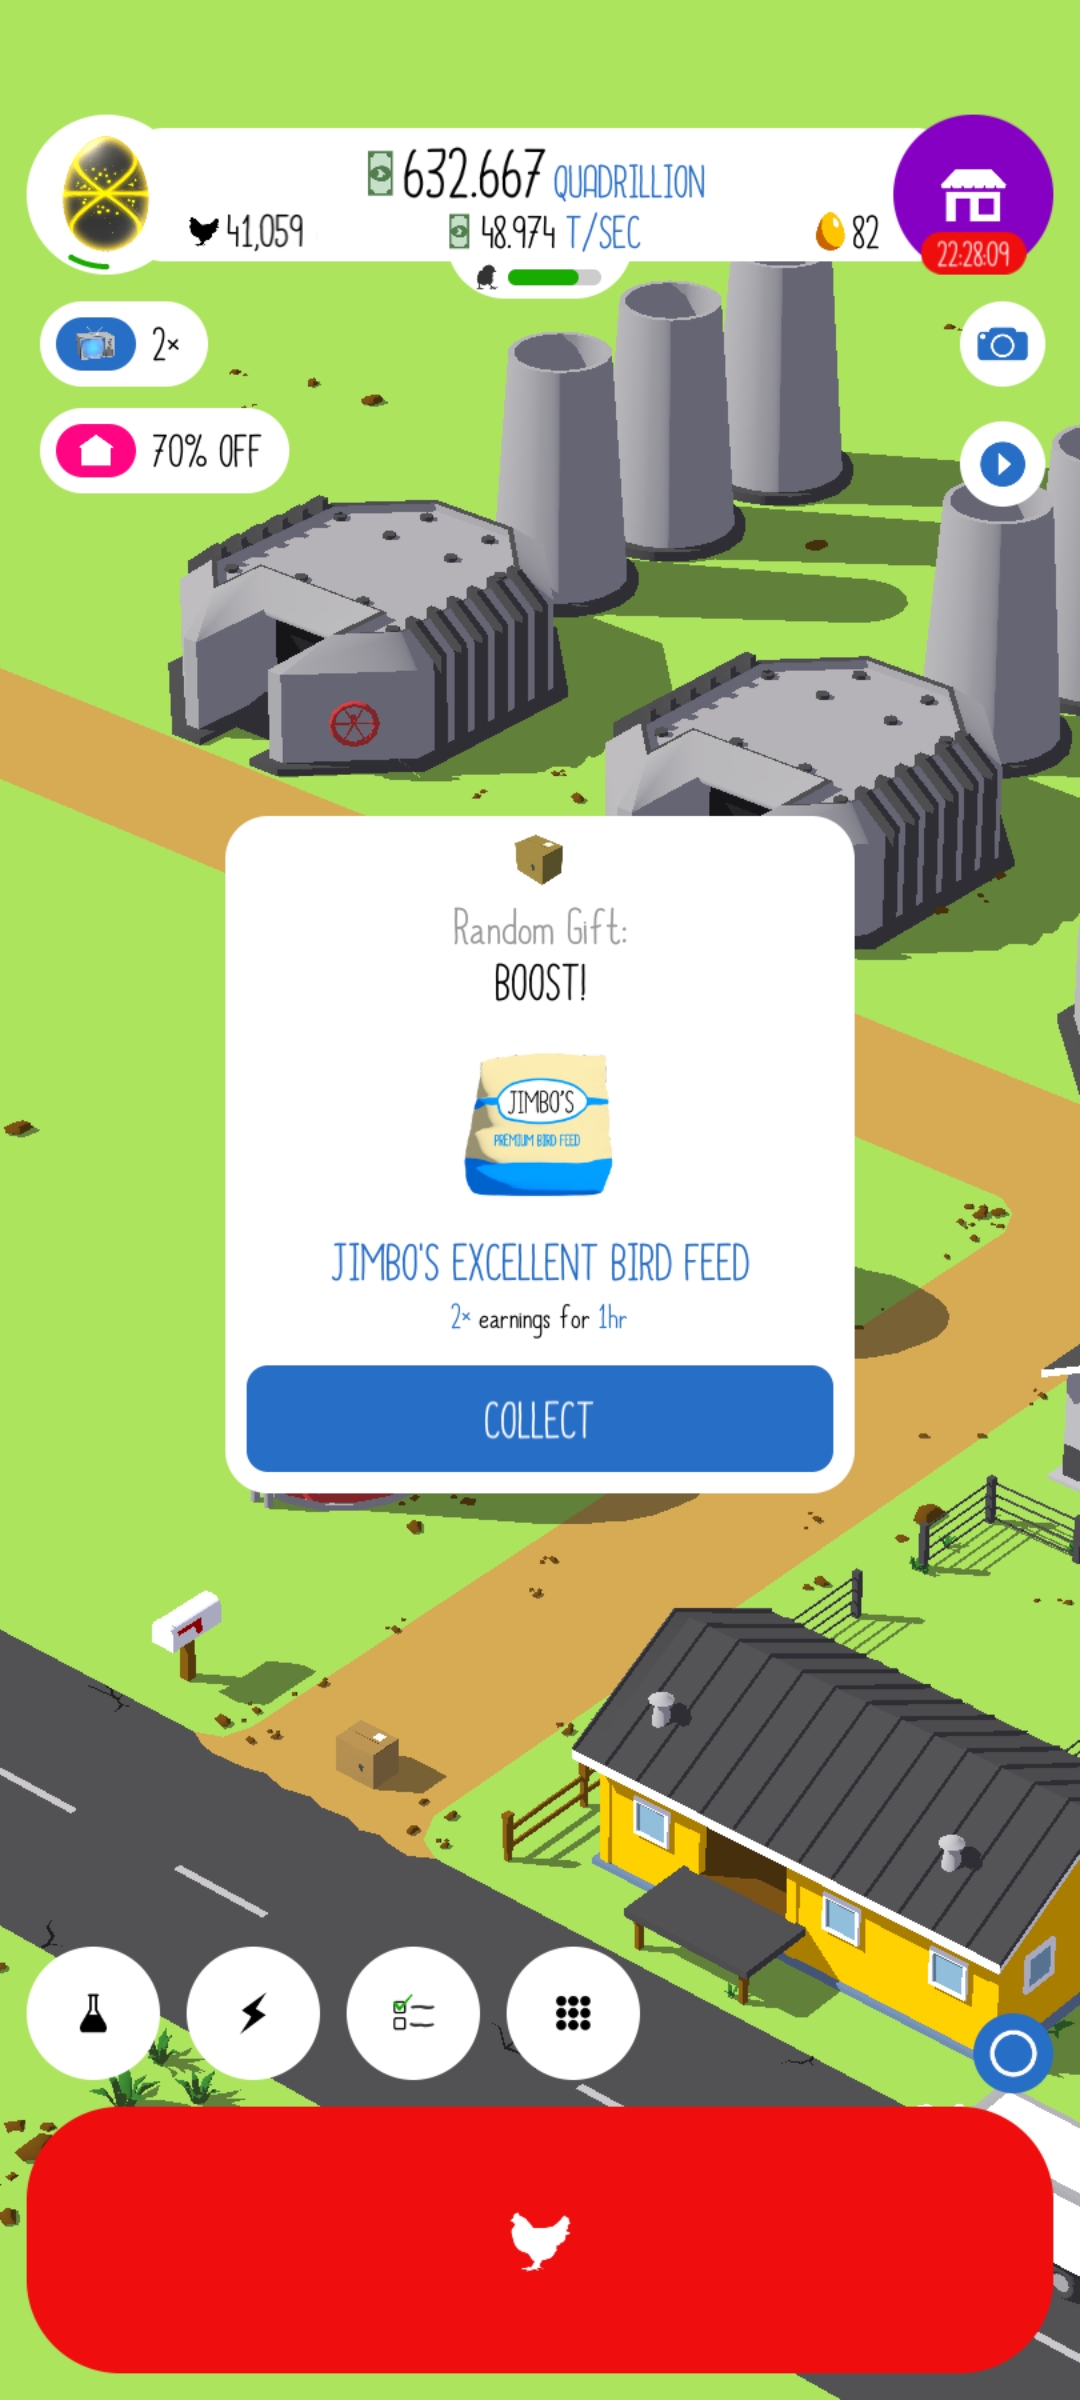 632.667 QUADRILLION
41,059
48.974 T/SEC
82
22:28:09
2×
70% OFF
Random Gift:
BOOST!
JIMBO'S
PREMIUM BIRD FEED
JIMBO'S EXCELLENT BIRD FEED
2× earnings for 1hr
COLLECT